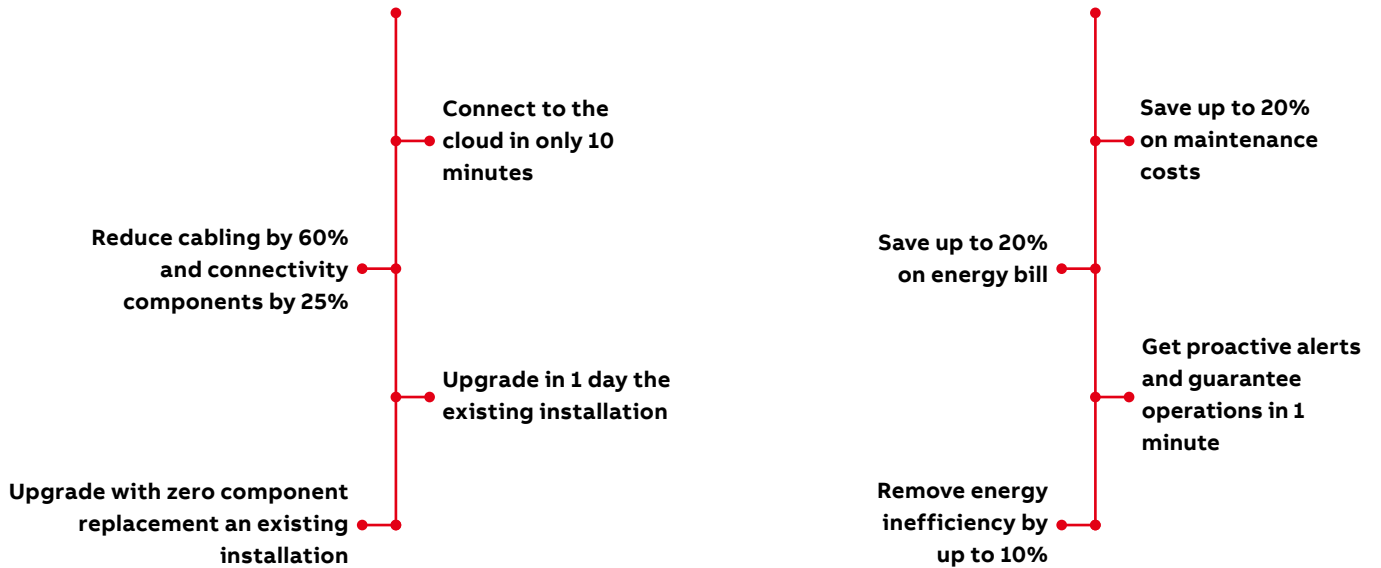 Connect to the
cloud in only 10
minutes
Reduce cabling by 60%
and connectivity
components by 25%
Upgrade in 1 day the
existing installation
Upgrade with zero component
replacement an existing
installation
Save up to 20%
on maintenance
costs
Save up to 20%
on energy bill
Get proactive alerts
and guarantee
operations in 1
minute
Remove energy
inefficiency by
up to 10%